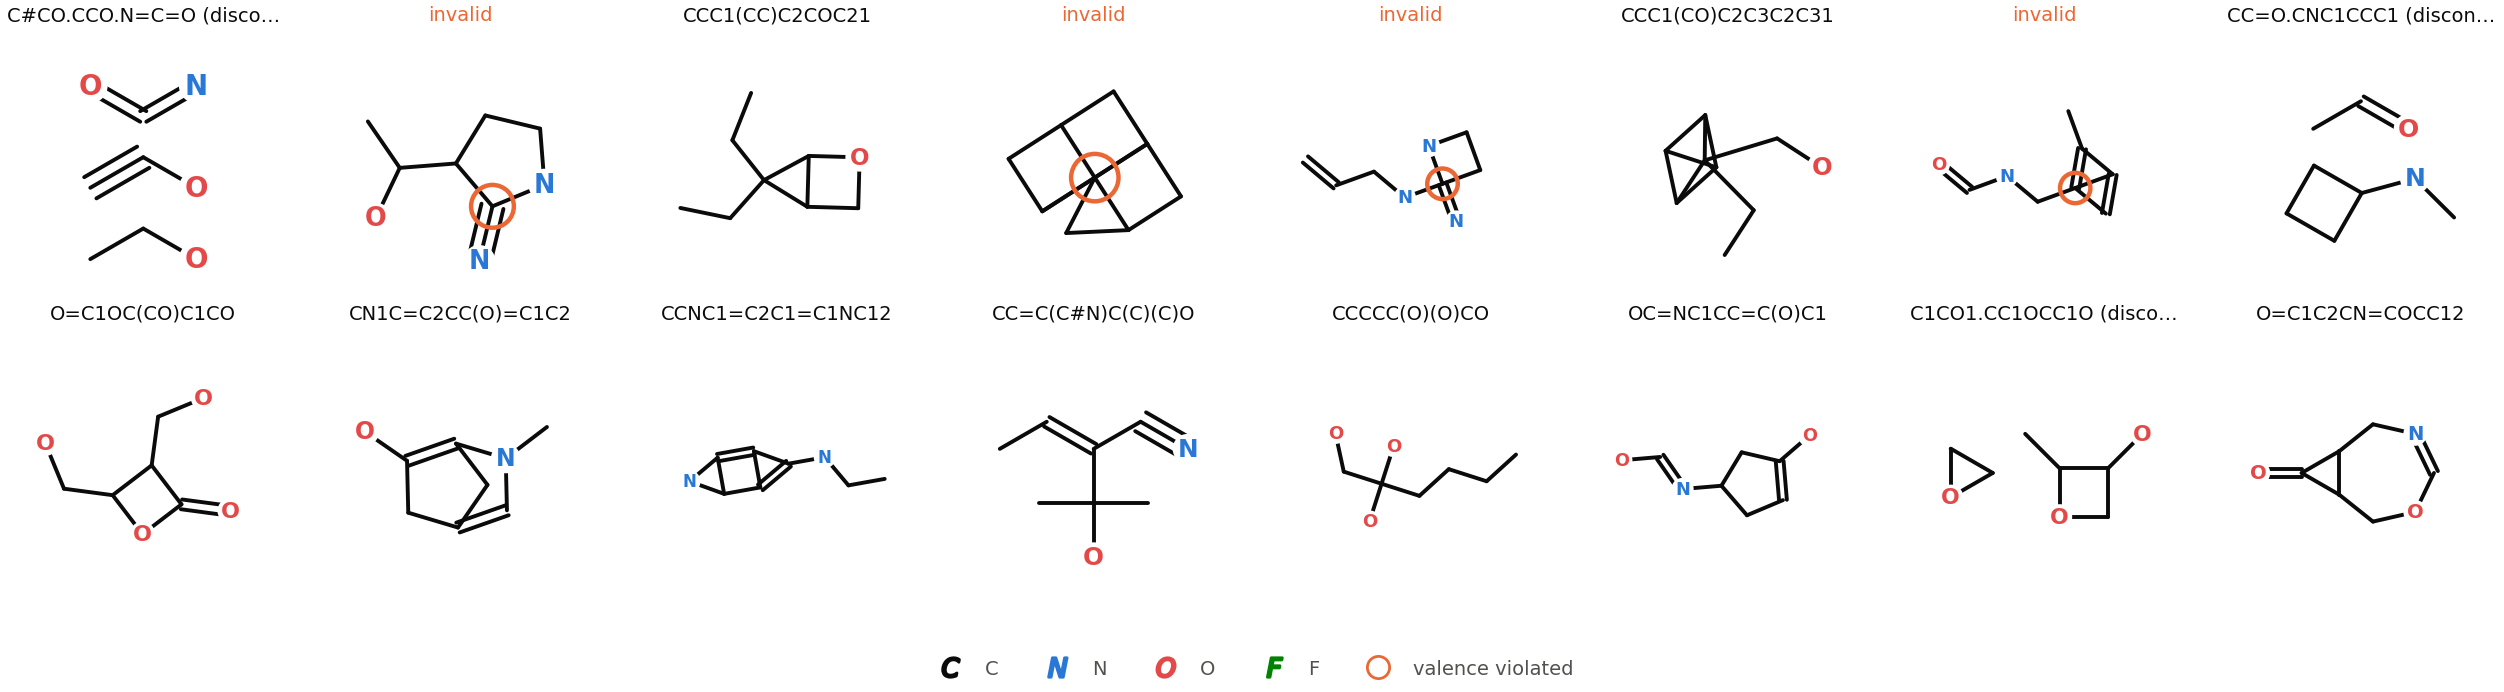 C#CO.CCO.N=C=O (disco…
invalid
CCC1(CC)C2COC21
invalid
invalid
CCC1(CO)C2C3C2C31
invalid
CC=O.CNC1CCC1 (discon…
O N
O
O
O
N
N
O
O
N
N
N
O
O
N
O
N
O=C1OC(CO)C1CO
CN1C=C2CC(O)=C1C2
CCNC1=C2C1=C1NC12
CC=C(C#N)C(C)(C)O
CCCCC(O)(O)CO
OC=NC1CC=C(O)C1
C1CO1.CC1OCC1O (disco…
O=C1C2CN=COCC12
O
O
O
O
O
N
N
N
N
O
O
O
O
O
O
N
O
O
O
O
N
O
C C N N O O F F valence violated